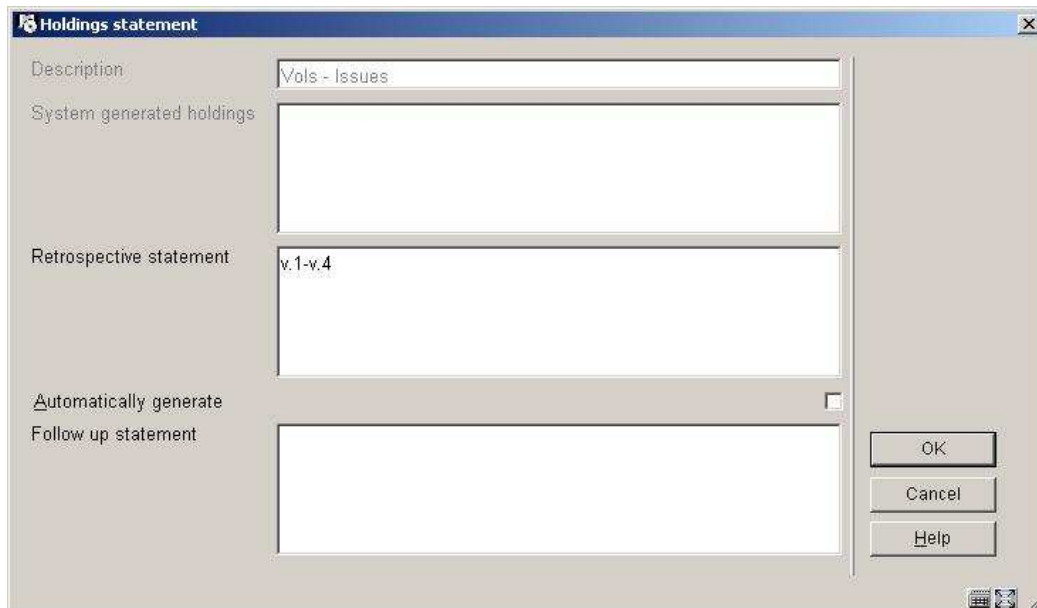 Holdings statement
Description
Vols - Issues
System generated holdings
Retrospective statement
v.1-v.4
Automatically generate
Follow up statement
OK
Cancel
Help